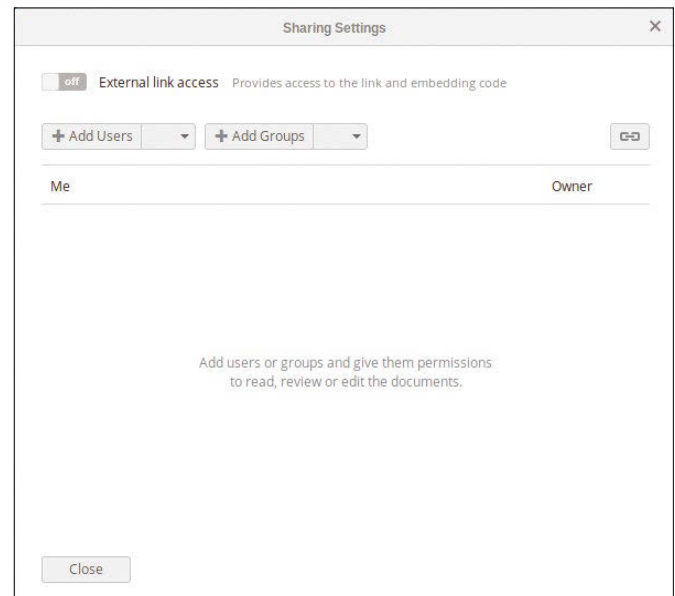 Sharing Settings
off External link access Provides access to the link and embedding code
Add Users Add Groups
Me Owner
Add users or groups and give them permissions
to read, review or edit the documents.
Close